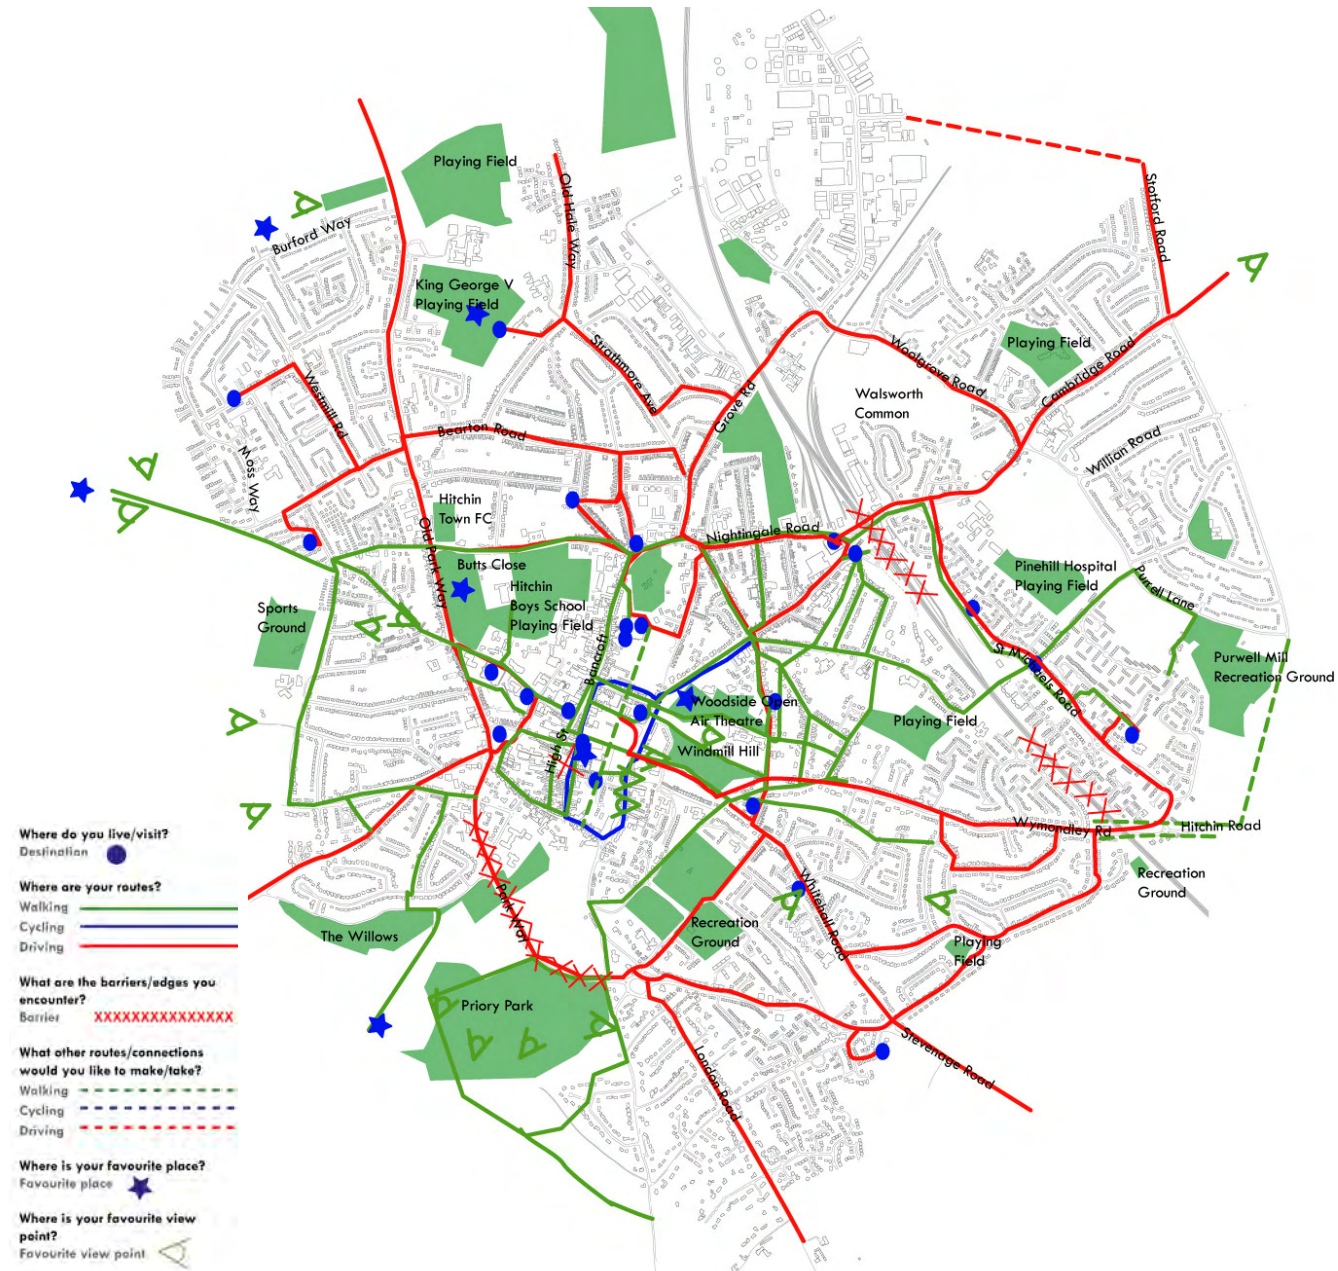 Playing Field
Old Hale Way
Stotford Road
Burford Way
King George V
Playing Field
Strathmore Ave
Woolgrove Road
Playing Field
Cambridge Road
Westmill Rd
Grove Rd
Walsworth
Common
Bearton Road
Willian Road
Moss Way
Hitchin
Town FC
Old Park Way
Nightingale Road
Butts Close
Hitchin
Boys School
Playing Field
Pinehill Hospital
Playing Field
Purcell Lane
Sports
Ground
Bancroft
St Michaels Road
Purwell Mill
Recreation Ground
Woodside Open
Air Theatre
Playing Field
High St
Windmill Hill
Wymondley Rd
Hitchin Road
Recreation
Ground
Park Way
Whitehall Road
The Willows
Recreation
Ground
Playing
Field
Priory Park
London Road
Stevenage Road
Where do you live/visit?
Destination
Where are your routes?
Walking
Cycling
Driving
What are the barriers/edges you
encounter?
Barrier XXXXXXXXXXXXXXX
What other routes/connections
would you like to make/take?
Walking
Cycling
Driving
Where is your favourite place?
Favourite place
Where is your favourite view
point?
Favourite view point